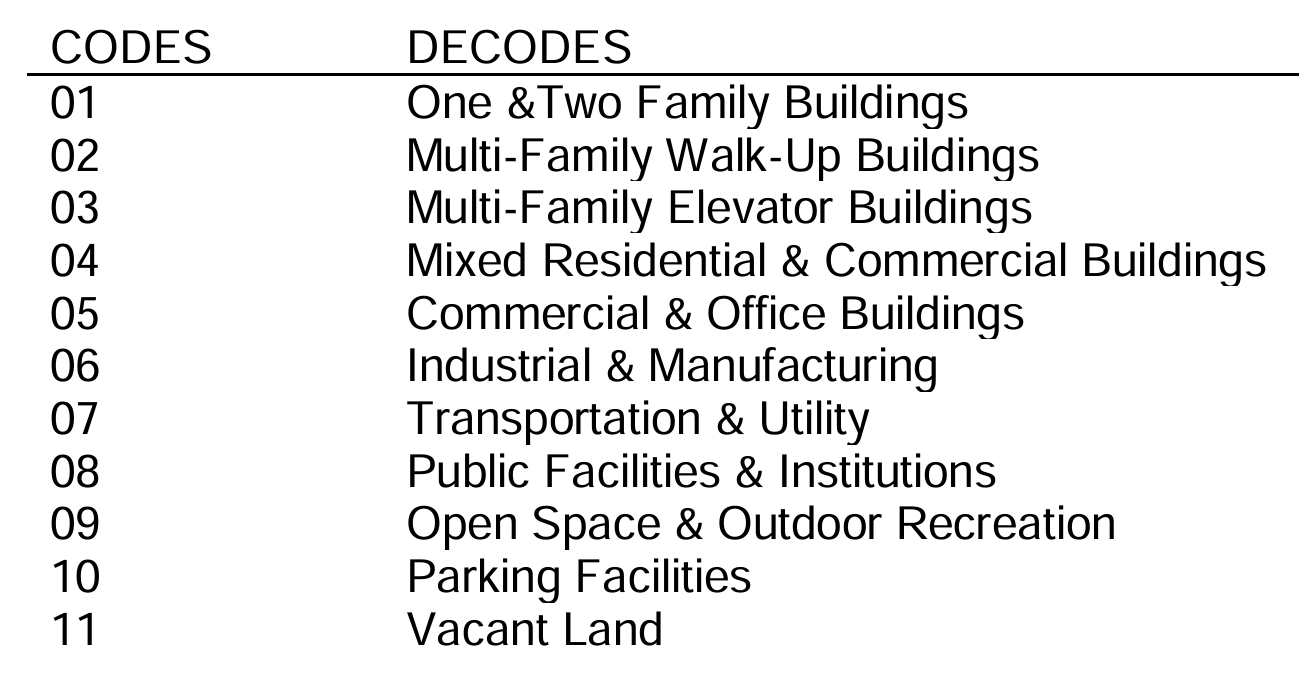 CODES DECODES
01 One &Two Family Buildings
02 Multi-Family Walk-Up Buildings
03 Multi-Family Elevator Buildings
04 Mixed Residential & Commercial Buildings
05 Commercial & Office Buildings
06 Industrial & Manufacturing
07 Transportation & Utility
08 Public Facilities & Institutions
09 Open Space & Outdoor Recreation
10 Parking Facilities
11 Vacant Land